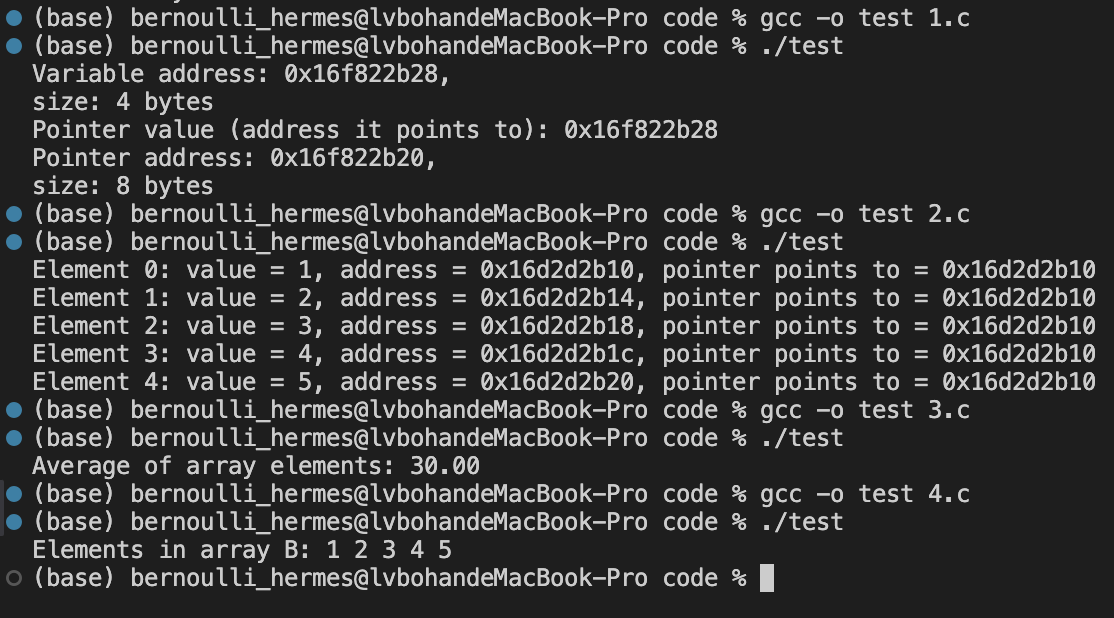 (base) bernoulli_hermes@lvbohandeMacBook-Pro code % gcc -o test 1.c
(base) bernoulli_hermes@lvbohandeMacBook-Pro code % ./test
Variable address: 0x16f822b28,
size: 4 bytes
Pointer value (address it points to): 0x16f822b28
Pointer address: 0x16f822b20,
size: 8 bytes
(base) bernoulli_hermes@lvbohandeMacBook-Pro code % gcc -o test 2.c
(base) bernoulli_hermes@lvbohandeMacBook-Pro code % ./test
Element 0: value = 1, address = 0x16d2d2b10, pointer points to = 0x16d2d2b10
Element 1: value = 2, address = 0x16d2d2b14, pointer points to = 0x16d2d2b10
Element 2: value = 3, address = 0x16d2d2b18, pointer points to = 0x16d2d2b10
Element 3: value = 4, address = 0x16d2d2b1c, pointer points to = 0x16d2d2b10
Element 4: value = 5, address = 0x16d2d2b20, pointer points to = 0x16d2d2b10
(base) bernoulli_hermes@lvbohandeMacBook-Pro code % gcc -o test 3.c
(base) bernoulli_hermes@lvbohandeMacBook-Pro code % ./test
Average of array elements: 30.00
(base) bernoulli_hermes@lvbohandeMacBook-Pro code % gcc -o test 4.c
(base) bernoulli_hermes@lvbohandeMacBook-Pro code % ./test
Elements in array B: 1 2 3 4 5
(base) bernoulli_hermes@lvbohandeMacBook-Pro code %